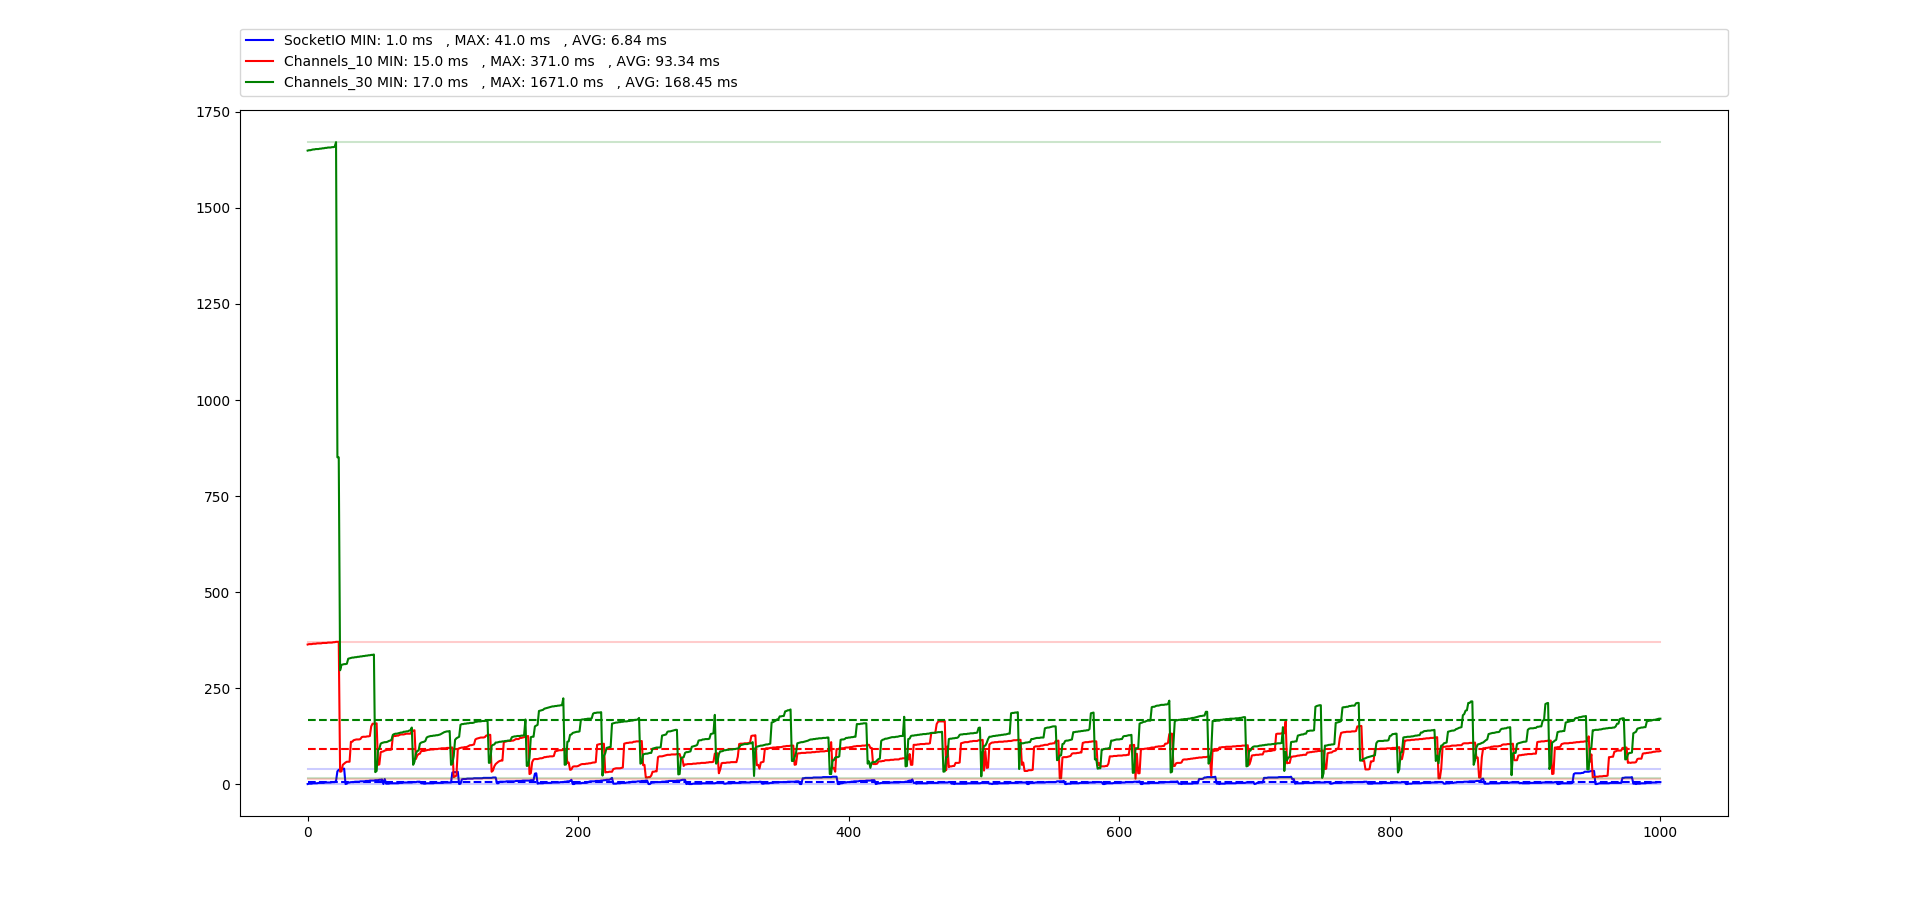 SocketIO MIN: 1.0 ms , MAX: 41.0 ms , AVG: 6.84 ms
Channels_10 MIN: 15.0 ms , MAX: 371.0 ms , AVG: 93.34 ms
Channels_30 MIN: 17.0 ms , MAX: 1671.0 ms , AVG: 168.45 ms
1750
1500
1250
1000
750
500
250
0
0 200 400 600 800 1000